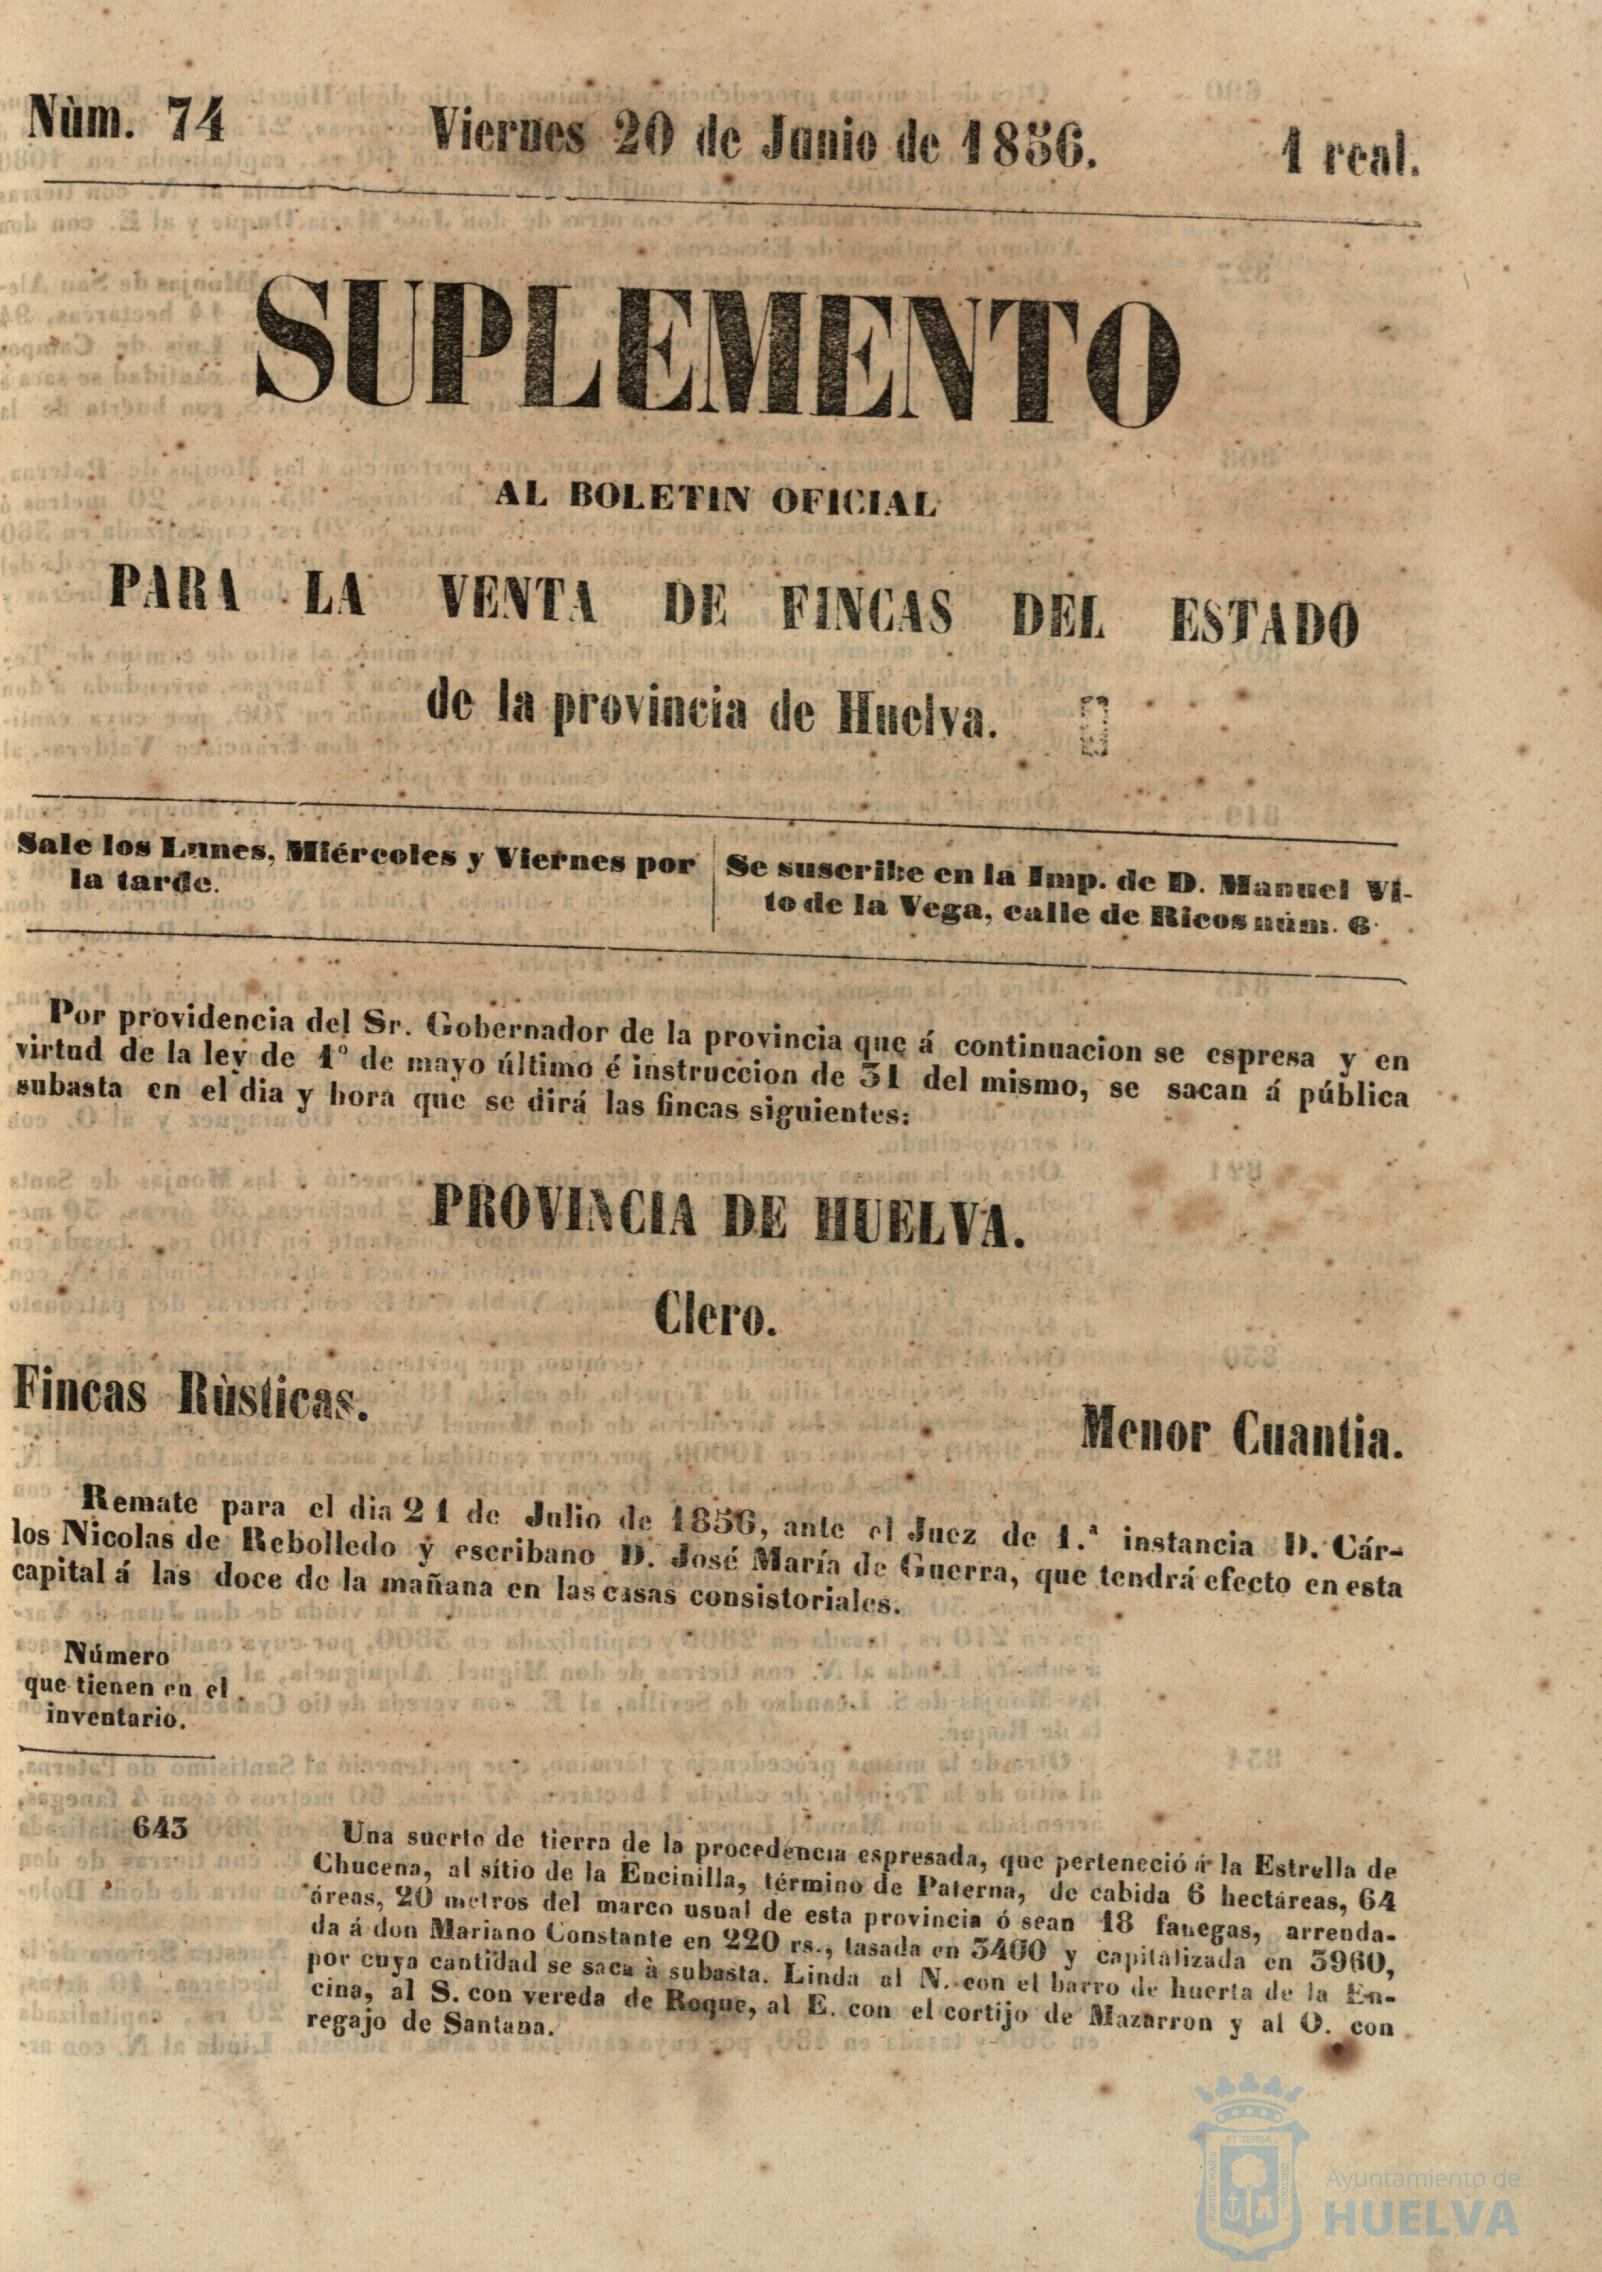 Nùm. 74 Viernes 20 de Junio de 1856. 1 real.
SUPLEMENTO
AL BOLETIN OFICIAL
PARA LA VENTA DE FINCAS DEL ESTADO
de la provincia de Huelva.
Sale los Lunes, Miércoles y Viernes por
la tarde.
Se suscribe en la Imp. de D. Manuel Vi-
to de la Vega, calle de Ricos núm. 6
Por providencia del Sr. Gobernador de la provincia que á continuacion se espresa y en
virtud de la ley de 1º de mayo último é instruccion de 31 del mismo, se sacan á pública
subasta en el dia y hora que se dirá las fincas siguientes:
PROVINCIA DE HUELVA.
Clero.
Fincas Rùsticas.
Menor Cuantia.
Remate para el dia 21 de Julio de 1856, ante el Juez de 1.ª instancia D. Cár-
los Nicolas de Rebolledo y escribano D. José María de Guerra, que tendrá efecto en esta
capital á las doce de la mañana en las casas consistoriales.
Número
que tienen en el
inventario.
643
Una suerte de tierra de la procedencia espresada, que perteneció á la Estrella de
Chucena, al sítio de la Encinilla, término de Paterna, de cabida 6 hectáreas, 64
áreas, 20 metros del marco usual de esta provincia ó sean 18 fanegas, arrenda-
da á don Mariano Constante en 220 rs., tasada en 3400 y capitalizada en 3960,
por cuya cantidad se saca à subasta. Linda al N. con el barro de huerta de la En-
cina, al S. con vereda de Roque, al E. con el cortijo de Mazarron y al O. con
regajo de Santana.
Ayuntamiento de
HUELVA